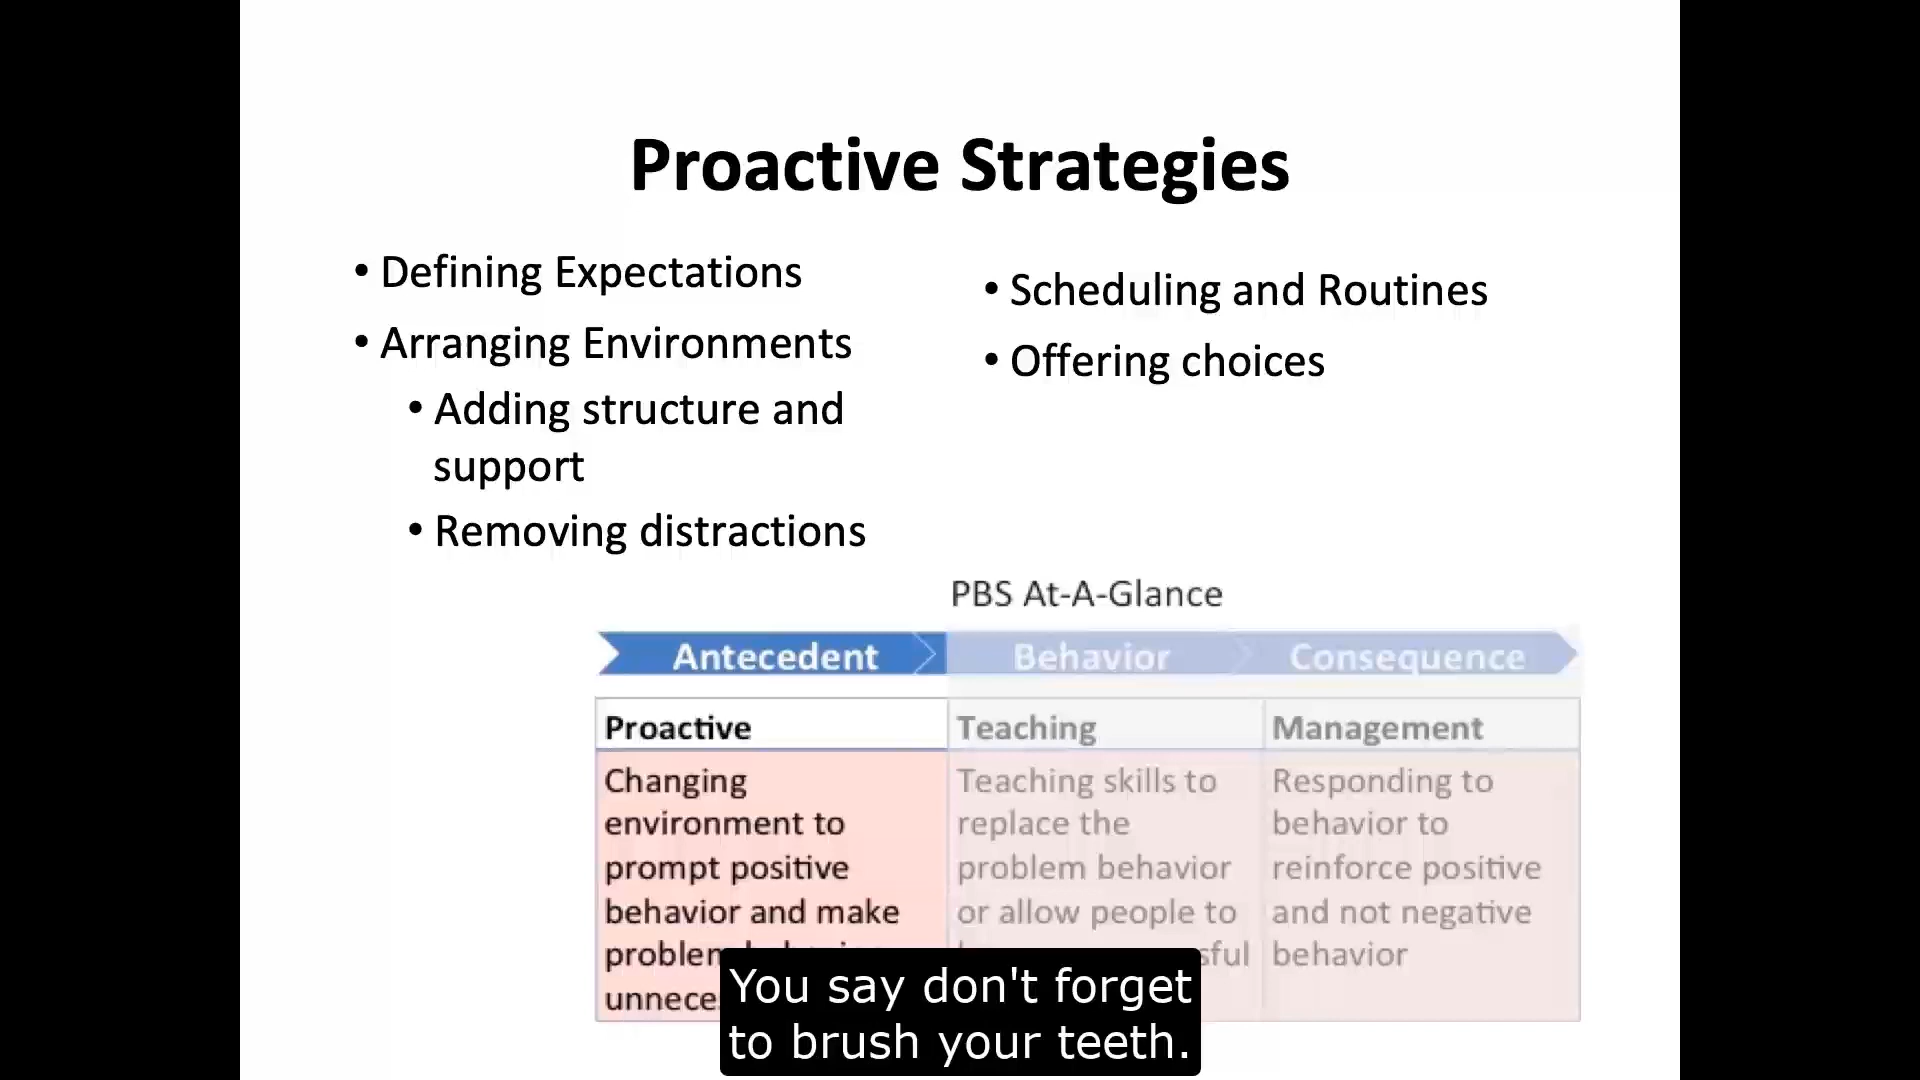 Proactive Strategies
• Defining Expectations
• Arranging Environments
• Adding structure and
support
• Removing distractions
• Scheduling and Routines
• Offering choices
PBS At-A-Glance
Antecedent
Behavior
Consequence
Proactive
Changing
environment to
prompt positive
behavior and make
Teaching
Teaching skills to
replace the
problem behavior
or allow people to
Management
Responding to
behavior to
reinforce positive
and not negative
behavior
You say don't forget
to brush your teeth.